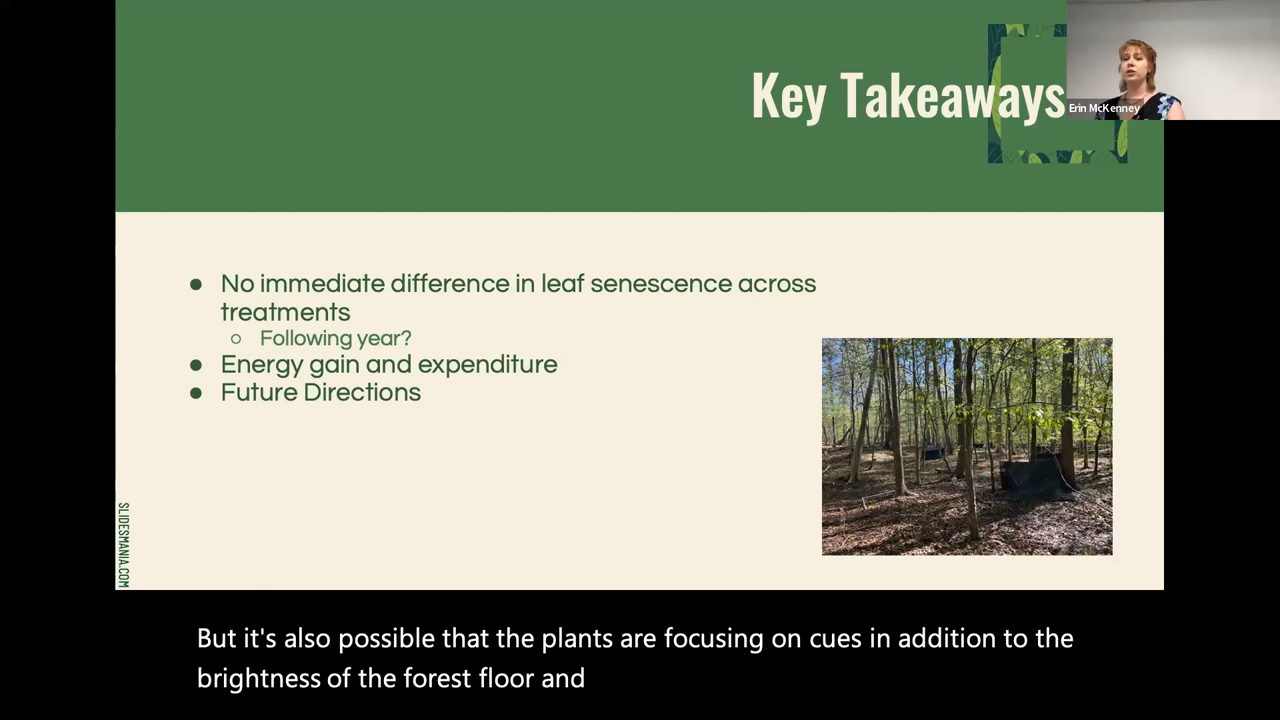 Key Takeaways
Erin McKenney
● No immediate difference in leaf senescence across
treatments
○ Following year?
● Energy gain and expenditure
● Future Directions
SLIDESMANIA.COM
But it's also possible that the plants are focusing on cues in addition to the
brightness of the forest floor and